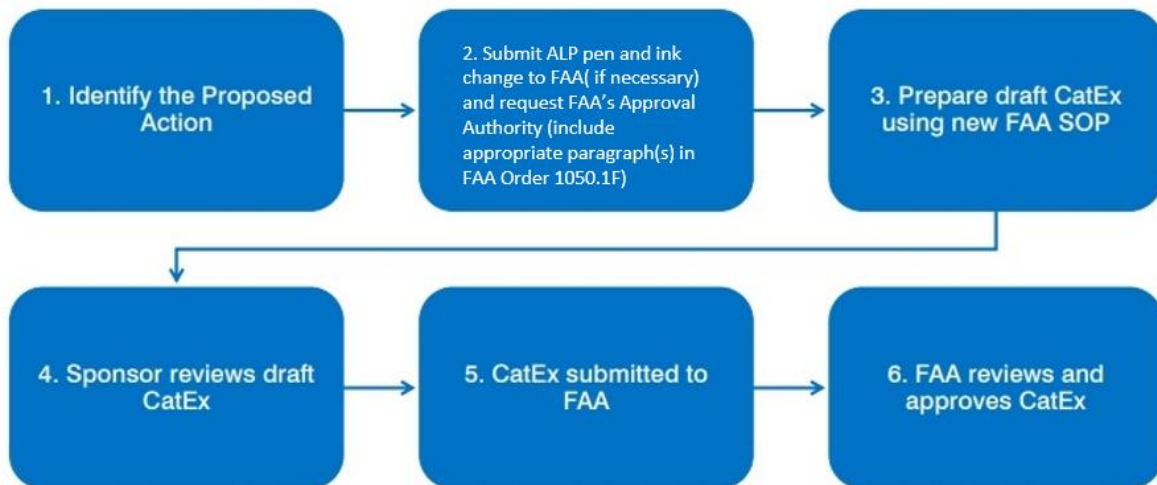 1. Identify the Proposed
Action
2. Submit ALP pen and ink
change to FAA( if necessary)
and request FAA's Approval
Authority (include
appropriate paragraph(s) in
FAA Order 1050.1F)
3. Prepare draft CatEx
using new FAA SOP
4. Sponsor reviews draft
CatEx
5. CatEx submitted to
FAA
6. FAA reviews and
approves CatEx